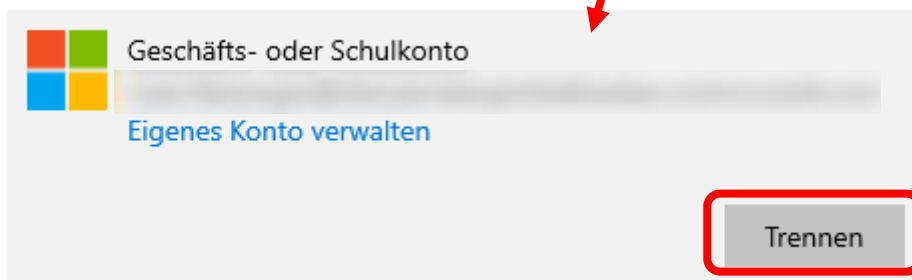 Geschäfts- oder Schulkonto
Eigenes Konto verwalten
Trennen